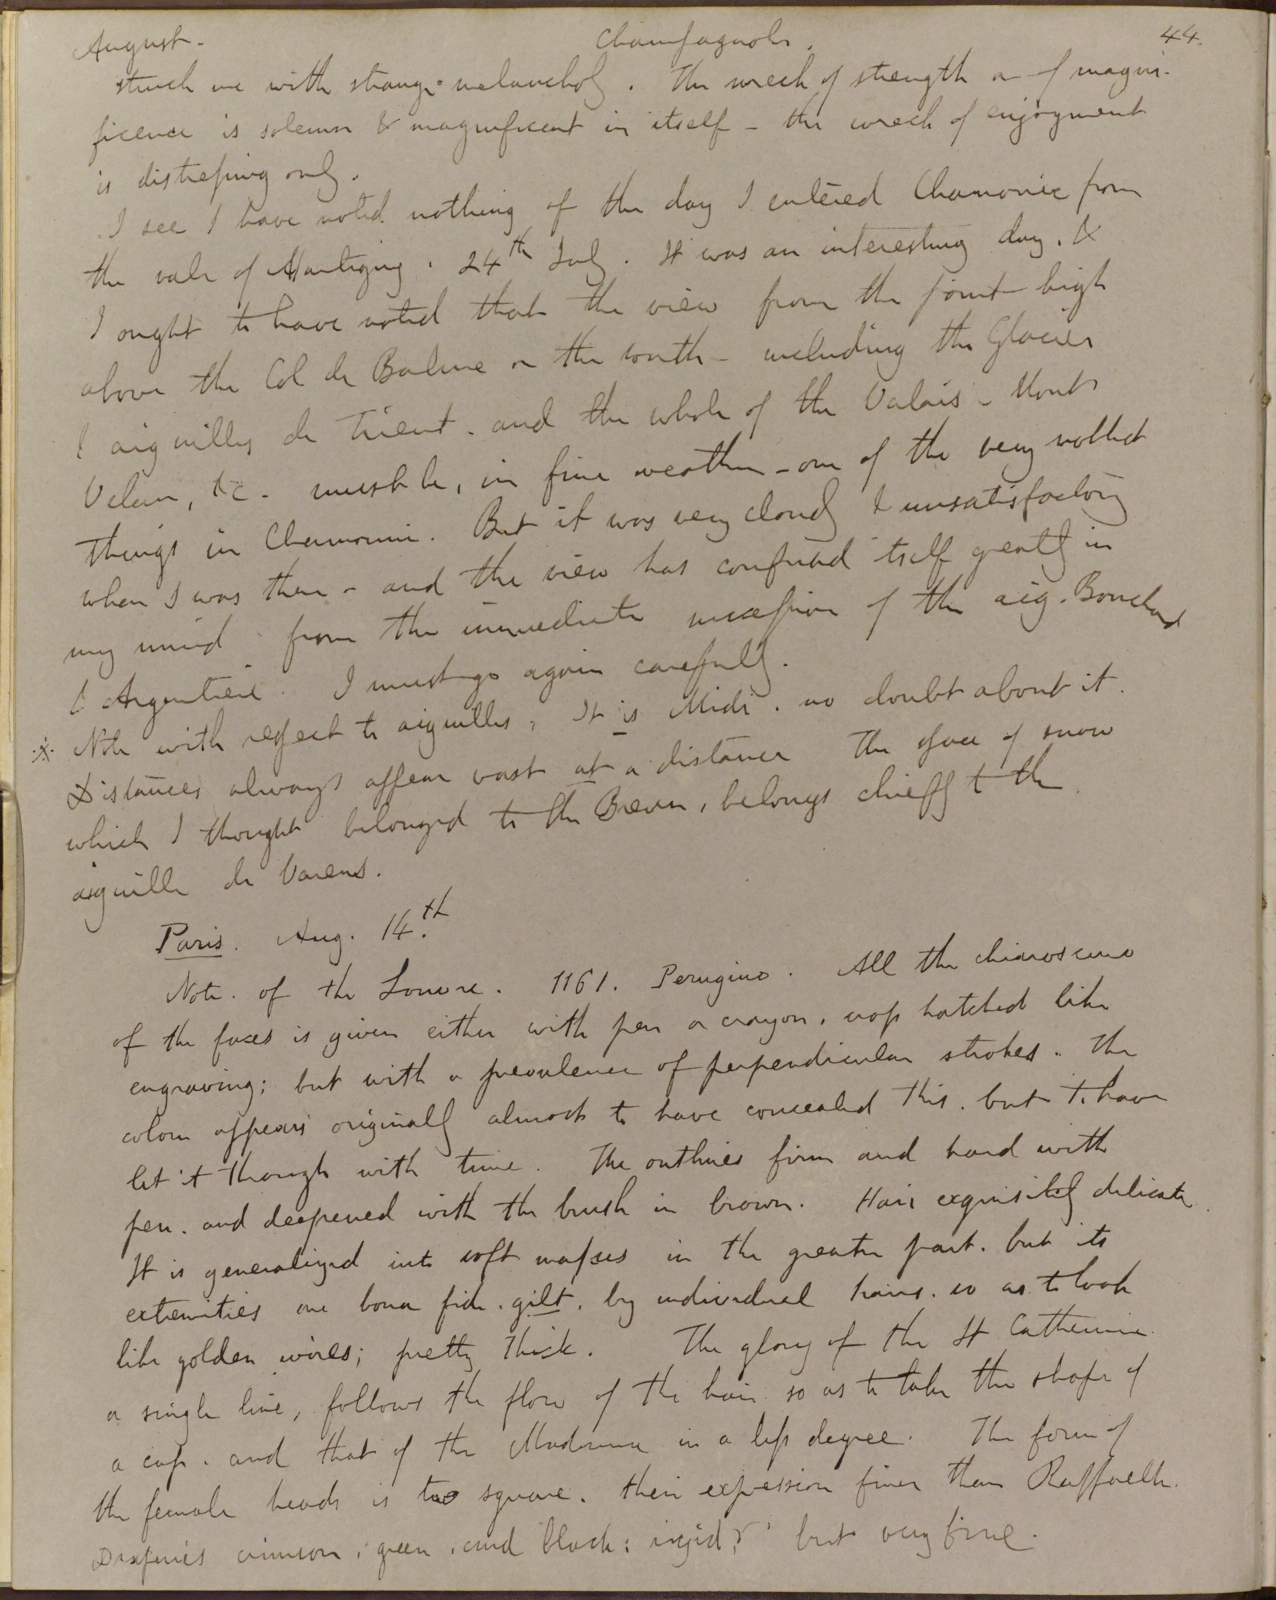 August. Champagnole. 44.
struck me with strange melancholy. The wreck of strength or of magni-
ficence is solemn & magnificent in itself - the wreck of enjoyment
is distressing only.
I see I have noted nothing of the day I entered Chamonix from
the vale of Martigny. 24th July. It was an interesting day, &
I ought to have noted that the view from the point high
above the Col de Balme on the south - including the Glacier
& aiguilles de Trient. and the whole of the Valais - Mont
Velan, &c - must be, in fine weather - one of the very noblest
things in Chamouni. But it was very cloudy & unsatisfactory
when I was there - and the view has confused itself greatly in
my mind from the immediate succession of the aig. Bouchard
& Argentiere. I must go again carefully.
Note with respect to aiguilles, It is Midi. no doubt about it.
Distances always appear vast at a distance The space of snow
which I thought belonged to the Breven, belongs chiefly to the
aiguille de Varens.
Paris. Aug. 14.th
Note. of the Louvre. 1161. Perugino. All the chiaroscuro
of the faces is given either with pen or crayon, cross hatched like
engraving; but with a prevalence of perpendicular strokes. The
colour appears originally almost to have concealed this, but to have
let it through with time. The outlines firm and hard with
pen. and deepened with the brush in brown. Hair exquisitely delicate.
It is generalized into soft masses in the greater part. but its
extremities are bona fide. gilt, by individual hairs, so as to look
like golden wires; pretty thick. The glory of the St Catherine
a single line, follows the flow of the hair so as to take the shape of
a cap. and that of the Madonna in a less degree. The form of
the female heads is too square. their expression finer than Raffaelle.
Draperies crimson, green, and black; rigid, but very fine.